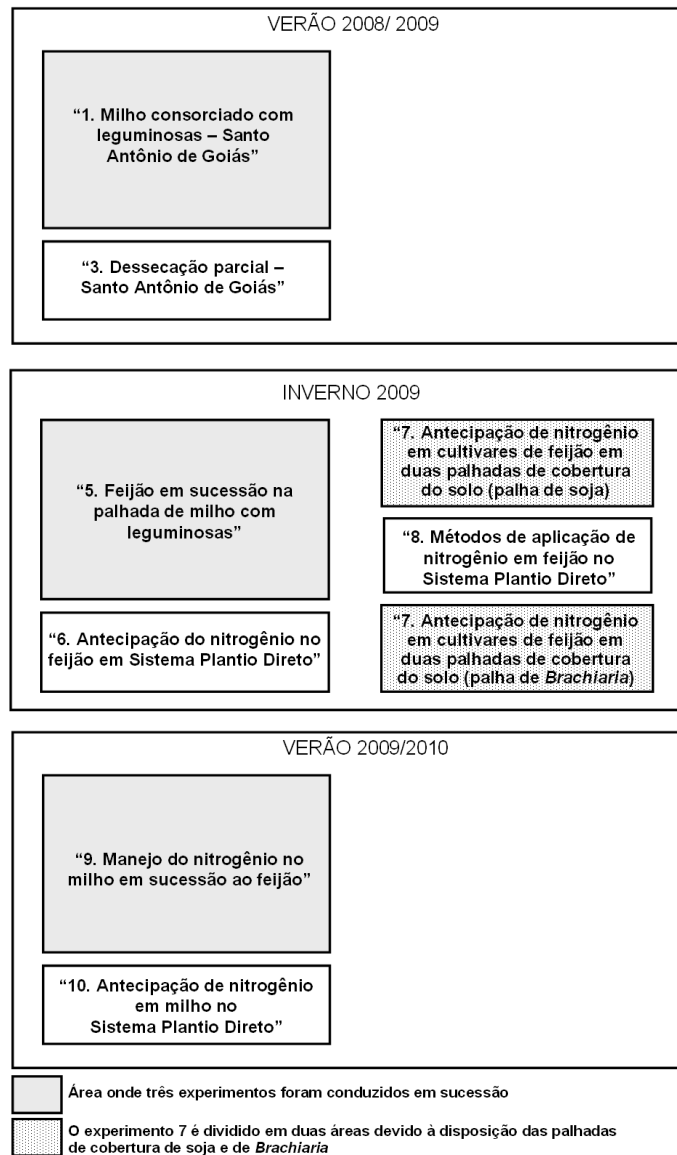 VERÃO 2008/ 2009
“1. Milho consorciado com
leguminosas – Santo
Antônio de Goiás”
“3. Dessecação parcial –
Santo Antônio de Goiás”
INVERNO 2009
“5. Feijão em sucessão na
palhada de milho com
leguminosas”
“6. Antecipação do nitrogênio no
feijão em Sistema Plantio Direto”
“7. Antecipação de nitrogênio
em cultivares de feijão em
duas palhadas de cobertura
do solo (palha de soja)
“8. Métodos de aplicação de
nitrogênio em feijão no
Sistema Plantio Direto”
“7. Antecipação de nitrogênio
em cultivares de feijão em
duas palhadas de cobertura
do solo (palha de Brachiaria)
VERÃO 2009/2010
“9. Manejo do nitrogênio no
milho em sucessão ao feijão”
“10. Antecipação de nitrogênio
em milho no
Sistema Plantio Direto”
Área onde três experimentos foram conduzidos em sucessão
O experimento 7 é dividido em duas áreas devido à disposição das palhadas
de cobertura de soja e de Brachiaria